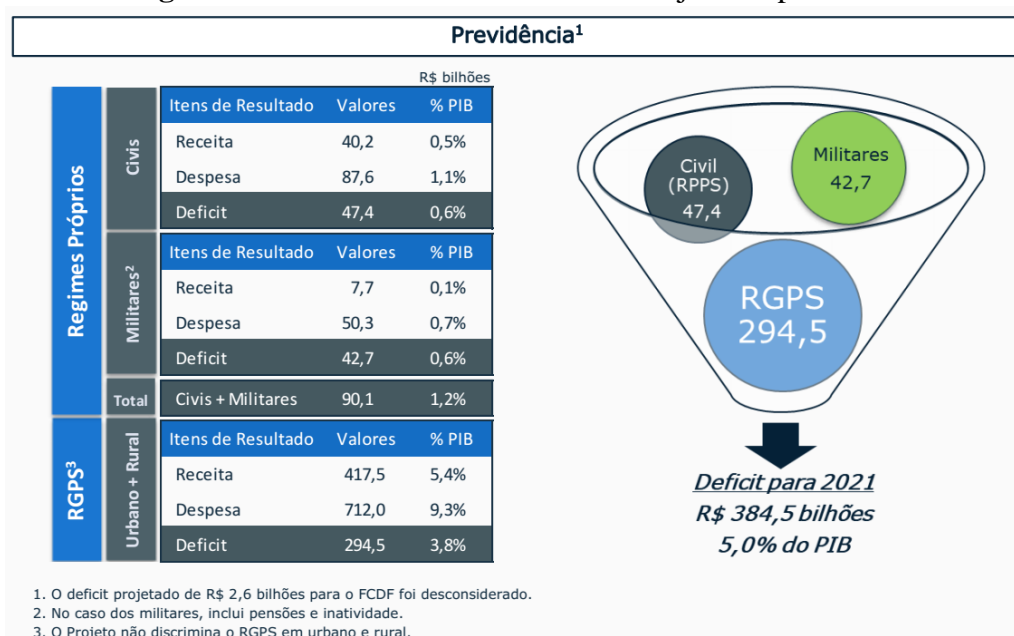 Previdência¹
R$ bilhões
Regimes Próprios
Civis
Itens de Resultado Valores % PIB
Receita 40,2 0,5%
Despesa 87,6 1,1%
Deficit 47,4 0,6%
Militares²
Itens de Resultado Valores % PIB
Receita 7,7 0,1%
Despesa 50,3 0,7%
Deficit 42,7 0,6%
Total Civis + Militares 90,1 1,2%
RGPS³
Urbano + Rural
Itens de Resultado Valores % PIB
Receita 417,5 5,4%
Despesa 712,0 9,3%
Deficit 294,5 3,8%
Civil
(RPPS)
47,4
Militares
42,7
RGPS
294,5
Deficit para 2021
R$ 384,5 bilhões
5,0% do PIB
1. O deficit projetado de R$ 2,6 bilhões para o FCDF foi desconsiderado.
2. No caso dos militares, inclui pensões e inatividade.
3. O Projeto não discrimina o RGPS em urbano e rural.